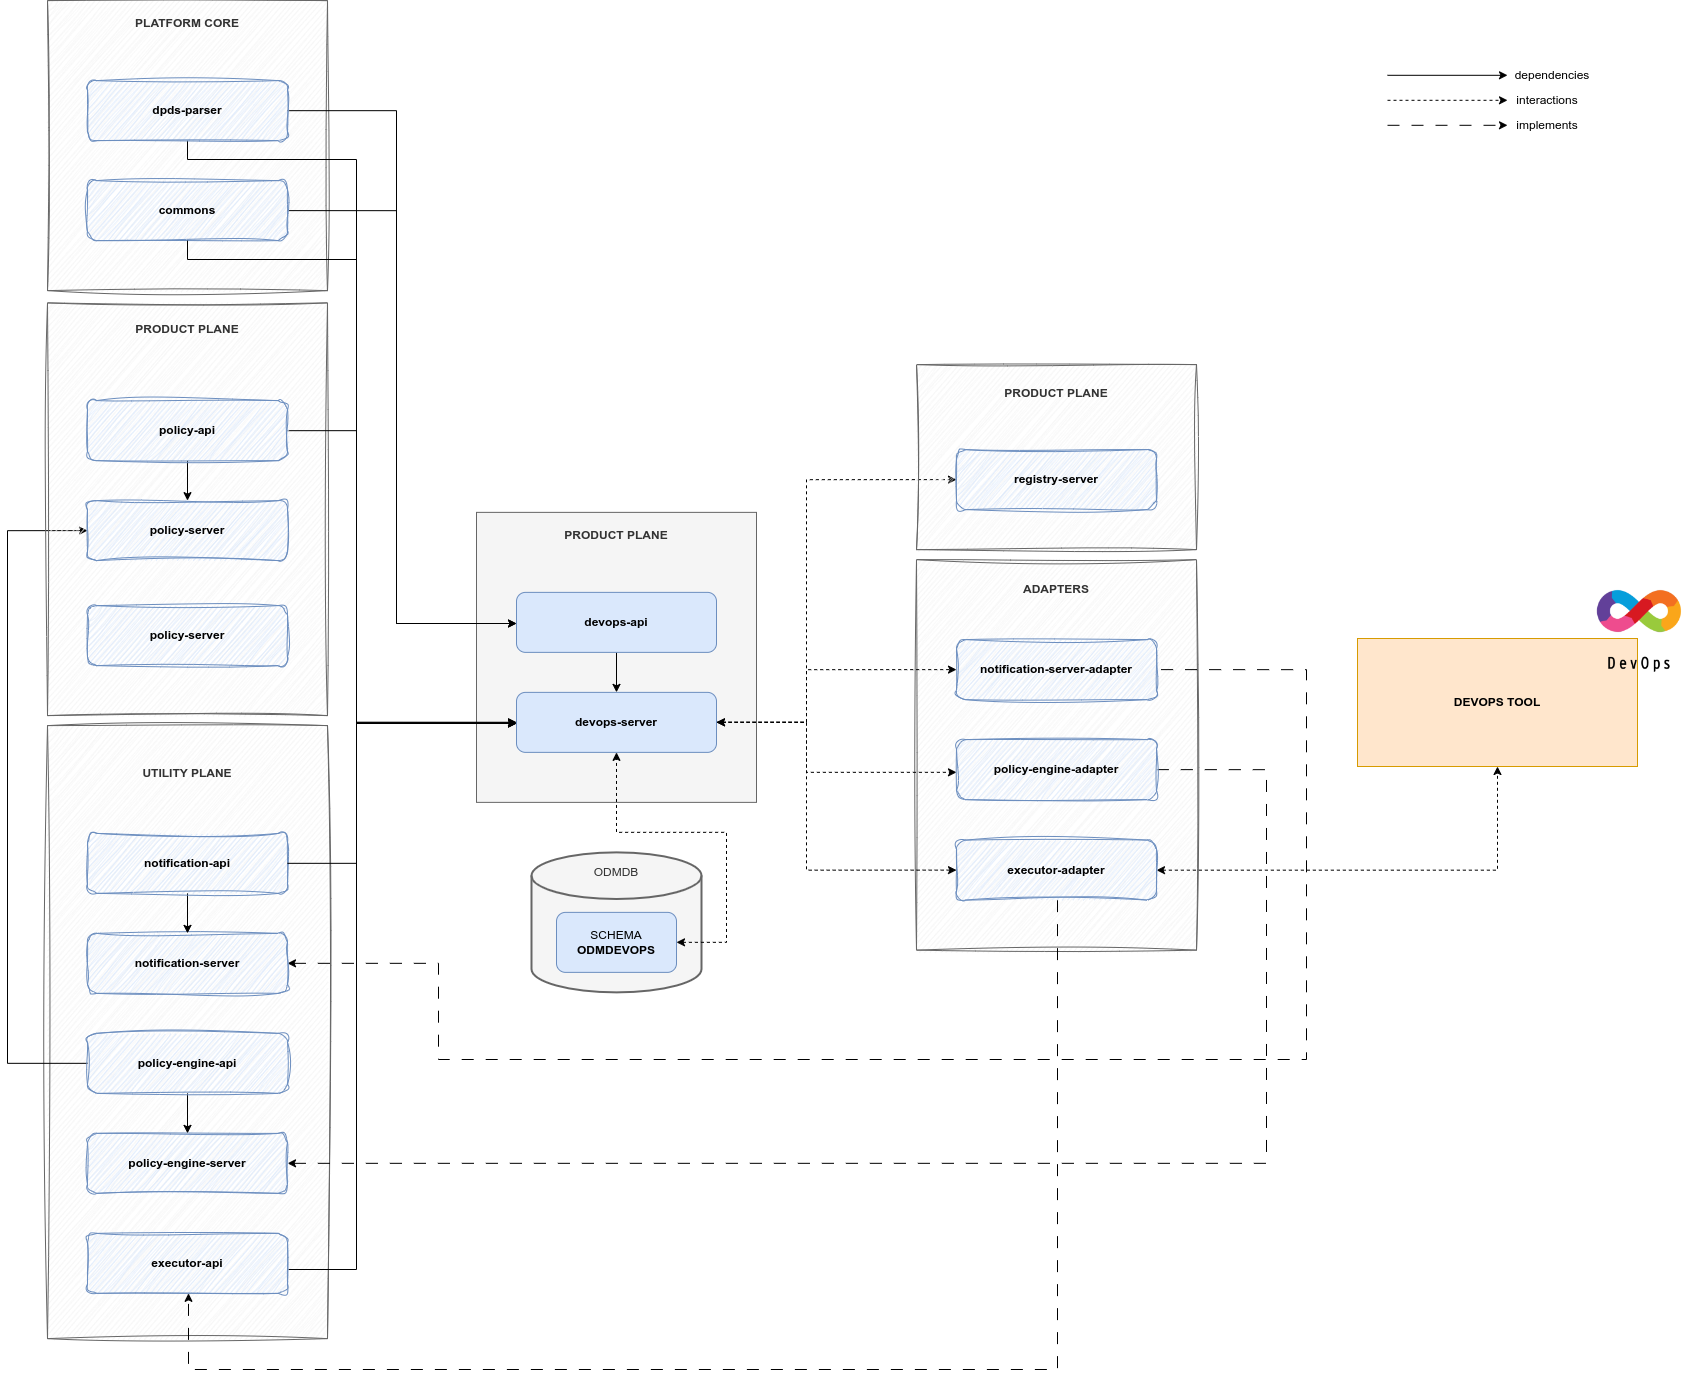 PLATFORM CORE
dpds-parser
commons
dependencies
interactions
implements
PRODUCT PLANE
policy-api
policy-server
policy-server
UTILITY PLANE
notification-api
notification-server
policy-engine-api
policy-engine-server
executor-api
PRODUCT PLANE
devops-api
devops-server
ODMDB
SCHEMA
ODMDEVOPS
PRODUCT PLANE
registry-server
ADAPTERS
notification-server-adapter
policy-engine-adapter
executor-adapter
DevOps
DEVOPS TOOL